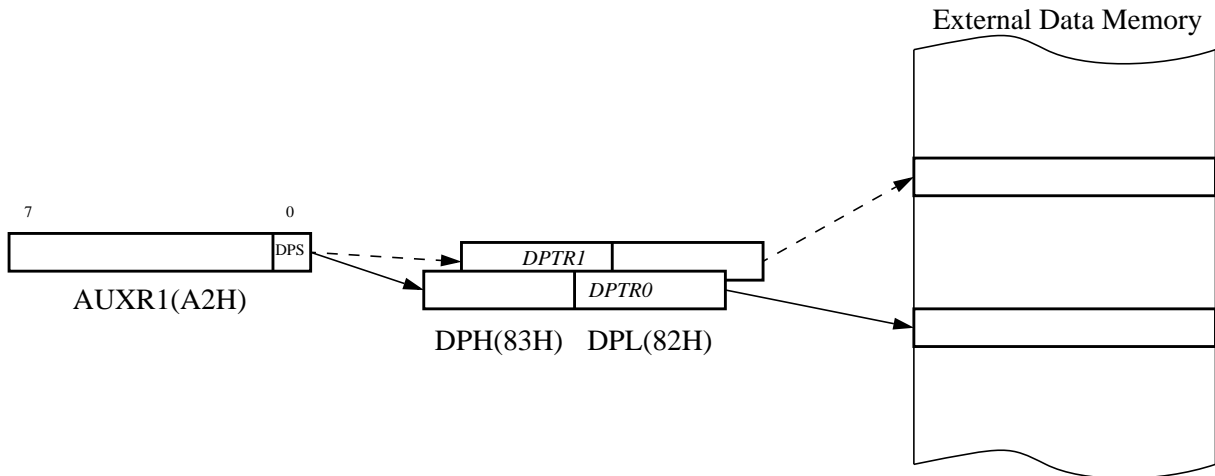 External Data Memory
7 0
DPS
DPTR1
DPTR0
AUXR1(A2H)
DPH(83H) DPL(82H)